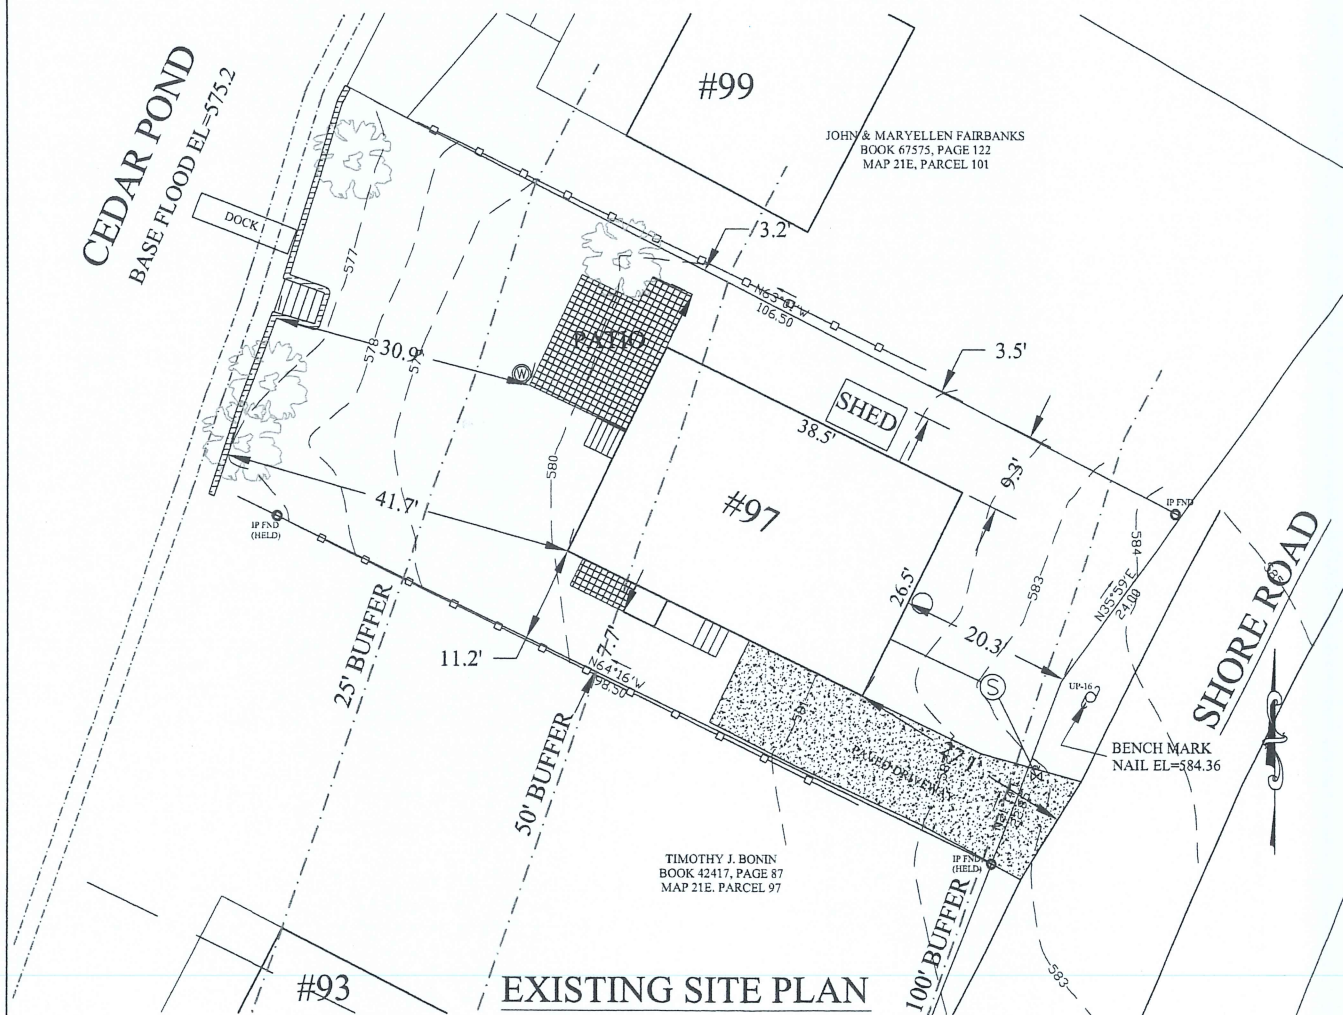 CEDAR POND
BASE FLOOD EL=575.2
DOCK
#99
JOHN & MARYELLEN FAIRBANKS
BOOK 67575, PAGE 122
MAP 21E, PARCEL 101
3.2'
N63° W
106.50
3.5'
577
578
30.9'
W
PATIO
SHED
38.5'
9.3'
IP FND
584
583
N35°59'E
24.00
SHORE ROAD
41.7'
580
#97
26.5'
20.3'
IP FND
(HELD)
25' BUFFER
11.2'
7.7'
N64°16'W
98.50
50' BUFFER
S
UP-16
BENCH MARK
NAIL EL=584.36
PAVED DRIVEWAY
27.1'
IP FND
(HELD)
TIMOTHY J. BONIN
BOOK 42417, PAGE 87
MAP 21E. PARCEL 97
100' BUFFER
583
#93
EXISTING SITE PLAN